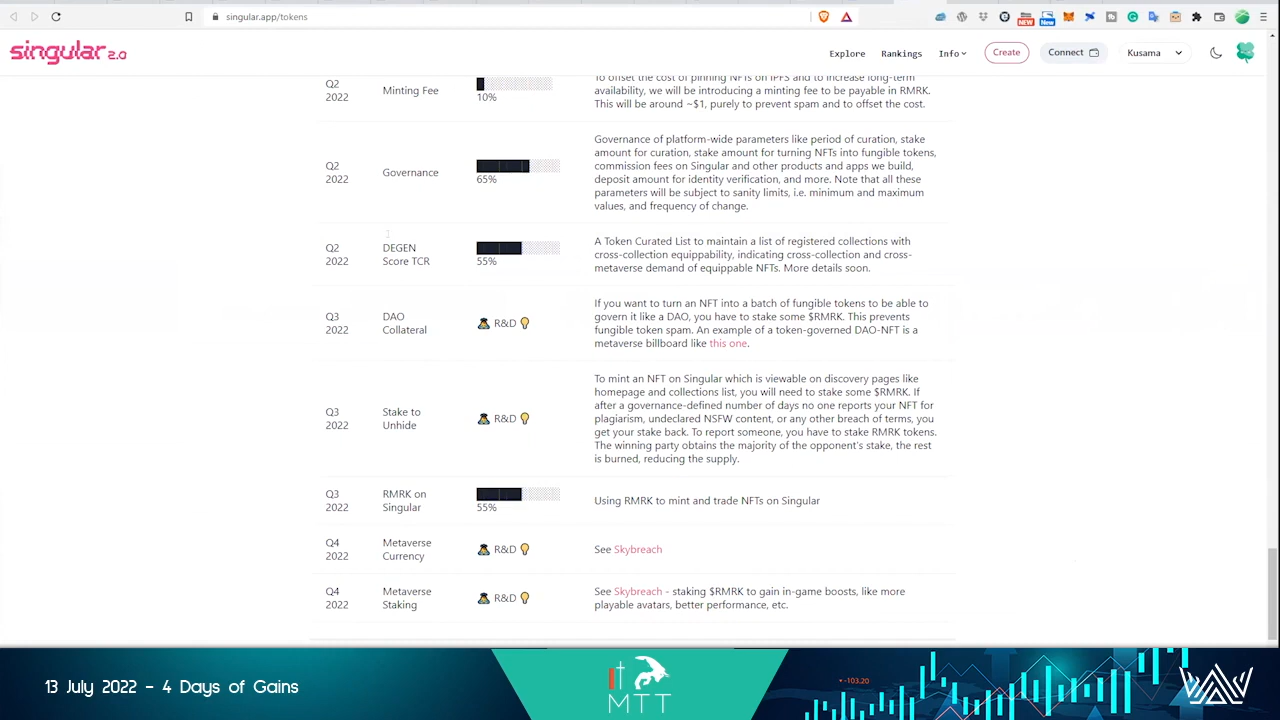 singular.app/tokens
NEW
New
singular 2.0
Explore
Rankings
Info
Create
Connect
Kusama
Q2
2022
Minting Fee
10%
To offset the cost of pinning NFTs on IPFS and to increase long-term
availability, we will be introducing a minting fee to be payable in RMRK.
This will be around ~$1, purely to prevent spam and to offset the cost.
Q2
2022
Governance
65%
Governance of platform-wide parameters like period of curation, stake
amount for curation, stake amount for turning NFTs into fungible tokens,
commission fees on Singular and other products and apps we build,
deposit amount for identity verification, and more. Note that all these
parameters will be subject to sanity limits, i.e. minimum and maximum
values, and frequency of change.
Q2
2022
DEGEN
Score TCR
55%
A Token Curated List to maintain a list of registered collections with
cross-collection equippability, indicating cross-collection and cross-
metaverse demand of equippable NFTs. More details soon.
Q3
2022
DAO
Collateral
R&D
If you want to turn an NFT into a batch of fungible tokens to be able to
govern it like a DAO, you have to stake some $RMRK. This prevents
fungible token spam. An example of a token-governed DAO-NFT is a
metaverse billboard like this one.
Q3
2022
Stake to
Unhide
R&D
To mint an NFT on Singular which is viewable on discovery pages like
homepage and collections list, you will need to stake some $RMRK. If
after a governance-defined number of days no one reports your NFT for
plagiarism, undeclared NSFW content, or any other breach of terms, you
get your stake back. To report someone, you have to stake RMRK tokens.
The winning party obtains the majority of the opponent's stake, the rest
is burned, reducing the supply.
Q3
2022
RMRK on
Singular
55%
Using RMRK to mint and trade NFTs on Singular
Q4
2022
Metaverse
Currency
R&D
See Skybreach
Q4
2022
Metaverse
Staking
R&D
See Skybreach - staking $RMRK to gain in-game boosts, like more
playable avatars, better performance, etc.
13 July 2022 - 4 Days of Gains
it
MTT
-103.20